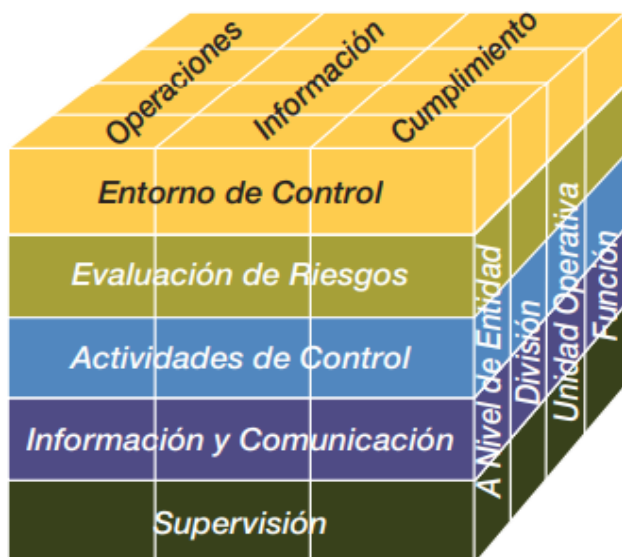 Operaciones
Información
Cumplimiento
Entorno de Control
Evaluación de Riesgos
Actividades de Control
Información y Comunicación
Supervisión
A Nivel de Entidad
División
Unidad Operativa
Función